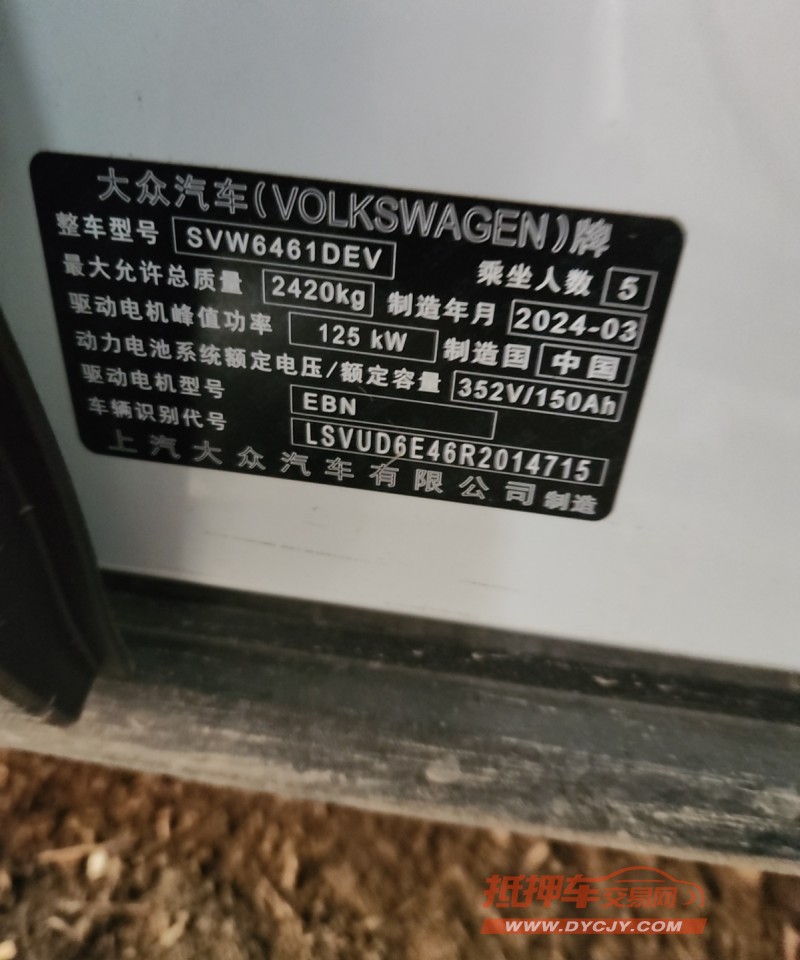 大众汽车(VOLKSWAGEN)牌
整车型号 SVW6461DEV 乘坐人数 5
最大允许总质量 2420kg 制造年月 2024-03
驱动电机峰值功率 125 kW 制造国 中国
动力电池系统额定电压/额定容量 352V/150Ah
驱动电机型号 EBN
车辆识别代号 LSVUD6E46R2014715
上汽大众汽车有限公司 制造
抵押车交易网
WWW.DYCJY.COM